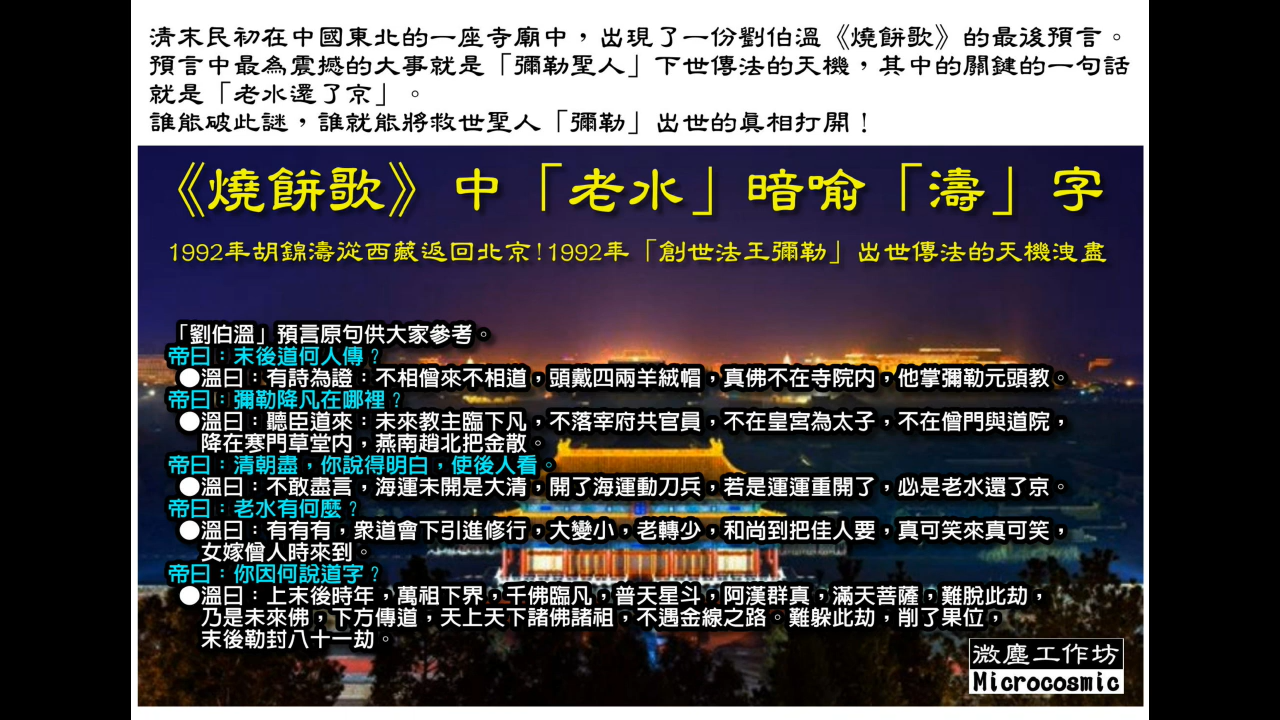 清末民初在中國東北的一座寺廟中，出現了一份劉伯溫《燒餅歌》的最後預言。
預言中最為震撼的大事就是「彌勒聖人」下世傳法的天機，其中的關鍵的一句話
就是「老水還了京」。
誰能破此謎，誰就能將救世聖人「彌勒」出世的真相打開！
《燒餅歌》中「老水」暗喻「濤」字
1992年胡錦濤從西藏返回北京!1992年「創世法王彌勒」出世傳法的天機洩盡
「劉伯溫」預言原句供大家參考。
帝曰：末後道何人傳？
●溫曰：有詩為證：不相僧來不相道，頭戴四兩羊絨帽，真佛不在寺院內，他掌彌勒元頭教。
帝曰：彌勒降凡在哪裡？
●溫曰：聽臣道來：未來教主臨下凡，不落宰府共官員，不在皇宮為太子，不在僧門與道院，
降在寒門草堂內，燕南趙北把金散。
帝曰：清朝盡，你說得明白，使後人看。
●溫曰：不敢盡言，海運未開是大清，開了海運動刀兵，若是運運重開了，必是老水還了京。
帝曰：老水有何麼？
●溫曰：有有有，衆道會下引進修行，大變小，老轉少，和尚到把佳人要，真可笑來真可笑，
女嫁僧人時來到。
帝曰：你因何說道字？
●溫曰：上末後時年，萬祖下界，千佛臨凡，普天星斗，阿漢群真，滿天菩薩，難脫此劫，
乃是未來佛，下方傳道，天上天下諸佛諸祖，不遇金線之路。難躲此劫，削了果位，
末後勒封八十一劫。
微塵工作坊
Microcosmic